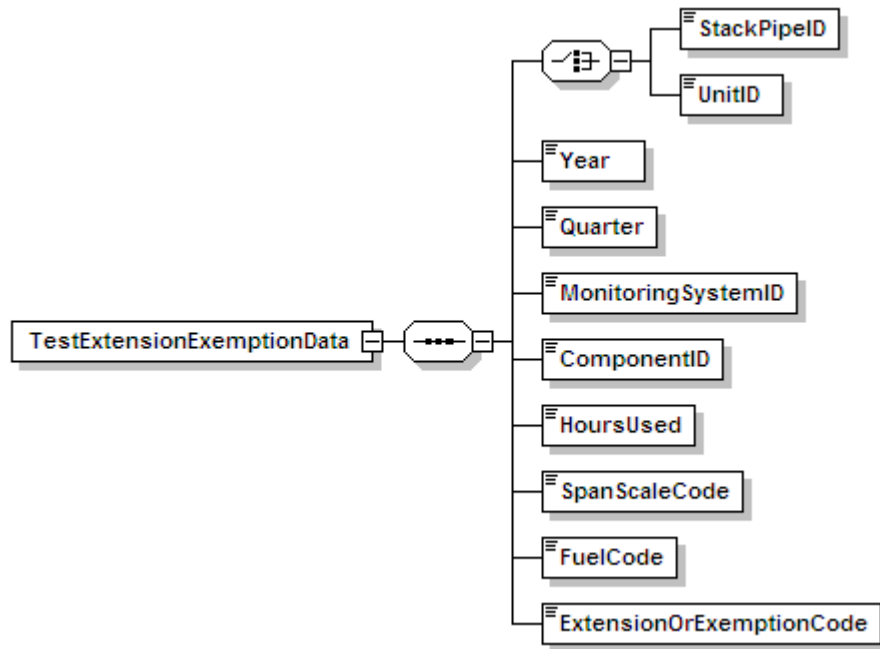 StackPipeID
UnitID
Year
Quarter
MonitoringSystemID
TestExtensionExemptionData
ComponentID
HoursUsed
SpanScaleCode
FuelCode
ExtensionOrExemptionCode